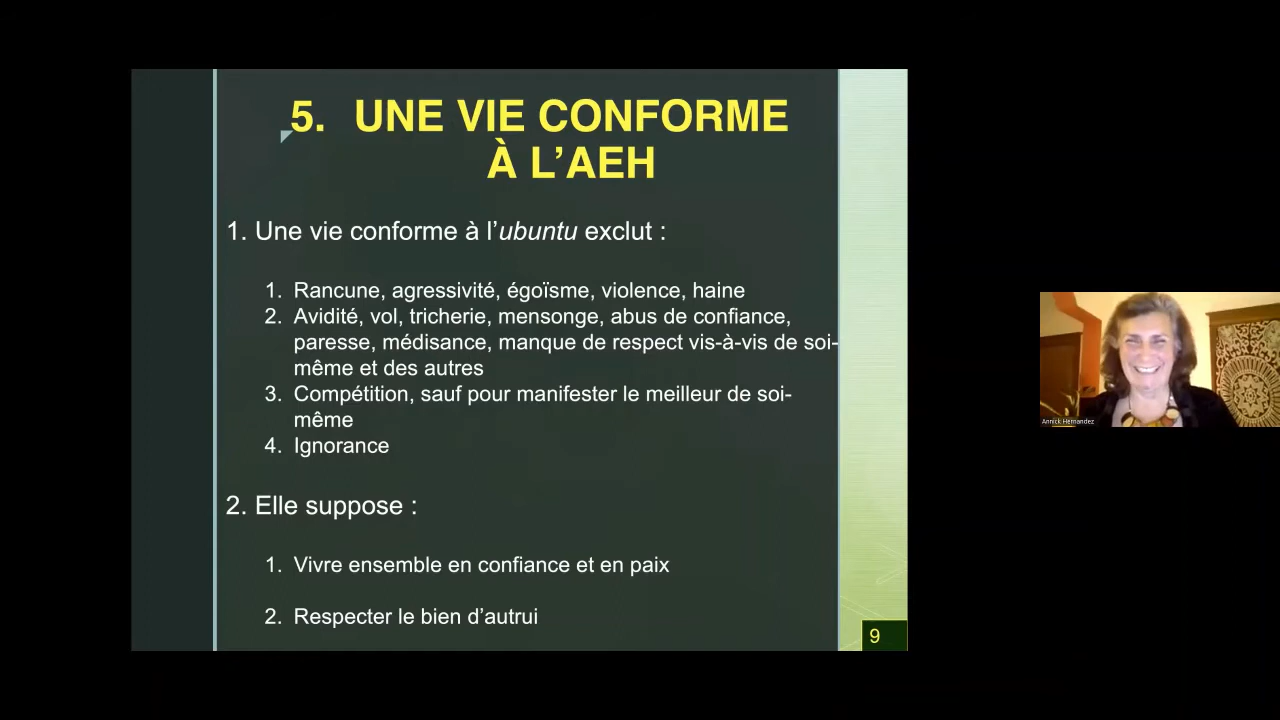 5. UNE VIE CONFORME
À L’AEH
1. Une vie conforme à l’ubuntu exclut :
1. Rancune, agressivité, égoïsme, violence, haine
2. Avidité, vol, tricherie, mensonge, abus de confiance,
paresse, médisance, manque de respect vis-à-vis de soi-
même et des autres
3. Compétition, sauf pour manifester le meilleur de soi-
même
4. Ignorance
2. Elle suppose :
1. Vivre ensemble en confiance et en paix
2. Respecter le bien d’autrui
9
Annick Hernandez